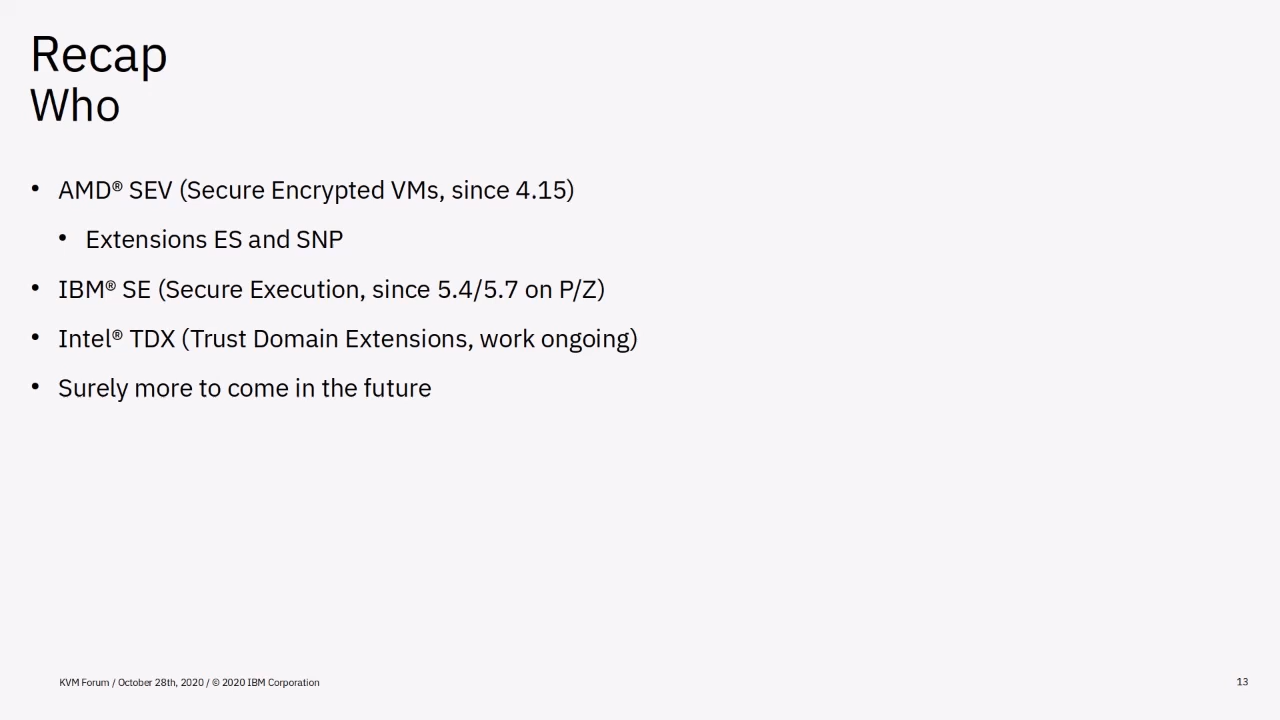 Recap
Who
• AMD® SEV (Secure Encrypted VMs, since 4.15)
• Extensions ES and SNP
• IBM® SE (Secure Execution, since 5.4/5.7 on P/Z)
• Intel® TDX (Trust Domain Extensions, work ongoing)
• Surely more to come in the future
KVM Forum / October 28th, 2020 / © 2020 IBM Corporation
13